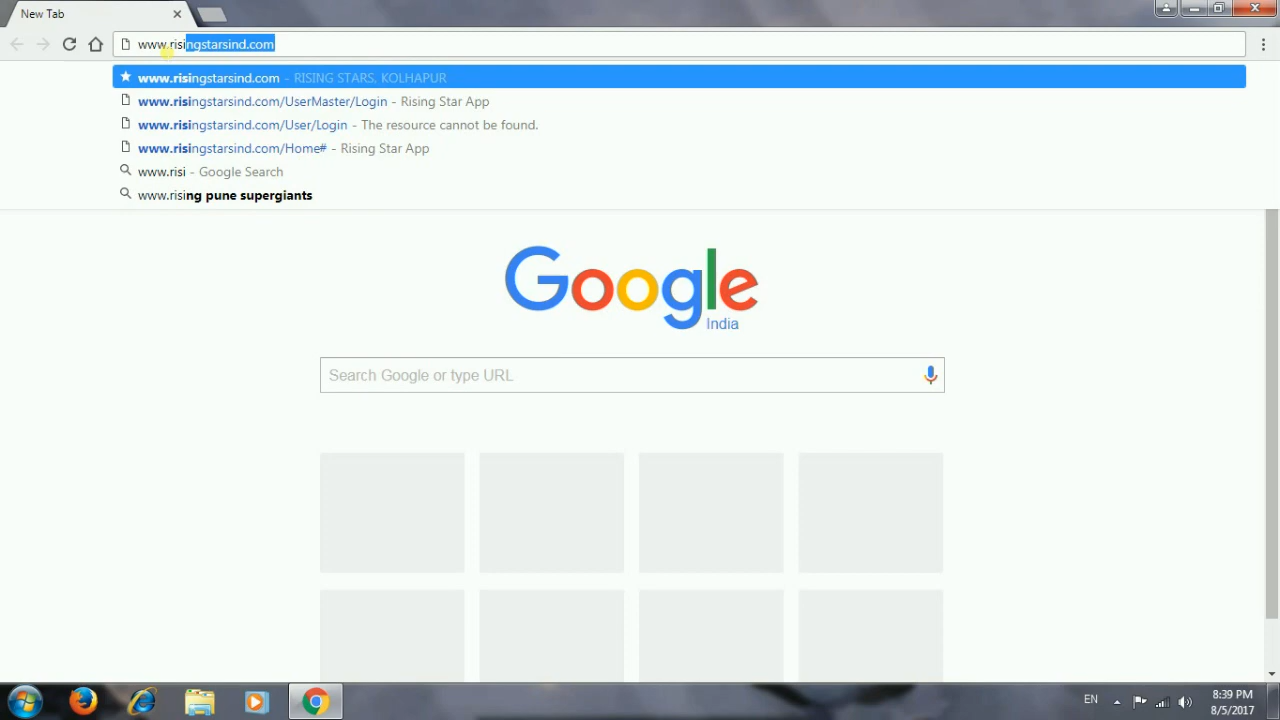 New Tab
www.risingstarsind.com
www.risingstarsind.com - RISING STARS, KOLHAPUR
www.risingstarsind.com/UserMaster/Login - Rising Star App
www.risingstarsind.com/User/Login - The resource cannot be found.
www.risingstarsind.com/Home# - Rising Star App
www.risi - Google Search
www.rising pune supergiants
Google
India
Search Google or type URL
EN
8:39 PM
8/5/2017